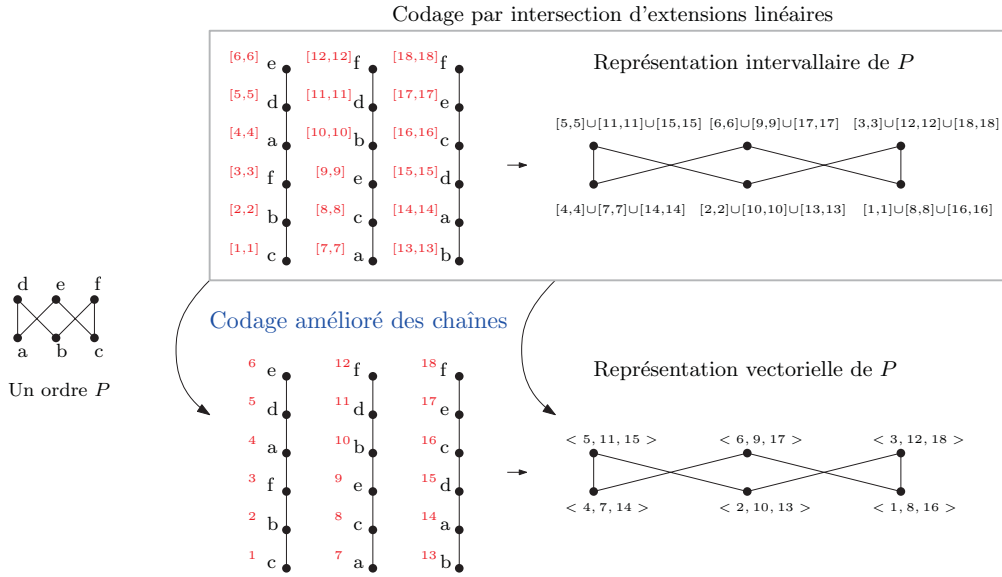 Codage par intersection d'extensions linéaires
[6,6] e [12,12] f [18,18] f
Représentation intervallaire de P
[5,5] d [11,11] d [17,17] e
[4,4] a [10,10] b [16,16] c
[5,5]∪[11,11]∪[15,15] [6,6]∪[9,9]∪[17,17] [3,3]∪[12,12]∪[18,18]
[3,3] f [9,9] e [15,15] d
[2,2] b [8,8] c [14,14] a
[4,4]∪[7,7]∪[14,14] [2,2]∪[10,10]∪[13,13] [1,1]∪[8,8]∪[16,16]
[1,1] c [7,7] a [13,13] b
d e f
a b c
Un ordre P
Codage amélioré des chaînes
6 e 12 f 18 f
Représentation vectorielle de P
5 d 11 d 17 e
4 a 10 b 16 c
< 5, 11, 15 > < 6, 9, 17 > < 3, 12, 18 >
3 f 9 e 15 d
< 4, 7, 14 > < 2, 10, 13 > < 1, 8, 16 >
2 b 8 c 14 a
1 c 7 a 13 b